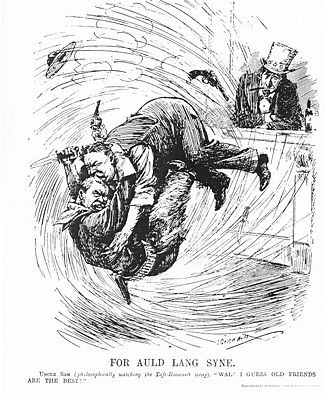 FOR AULD LANG SYNE.
UNCLE SAM (philosophically watching the Taft-Roosevelt scrap). "WAL! I GUESS OLD FRIENDS
ARE THE BEST!"